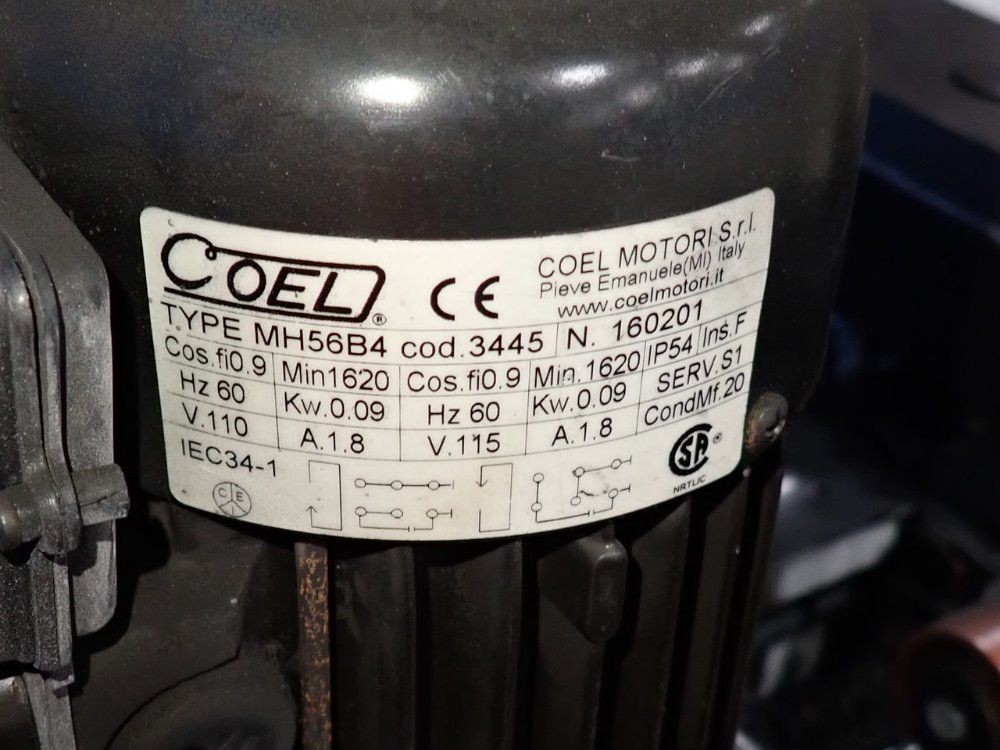 COEL®
CE
COEL MOTORI S.r.l.
Pieve Emanuele(MI) Italy
www.coelmotori.it
TYPE MH56B4 cod.3445 N. 160201
Cos.fi0.9 Min1620 Cos.fi0.9 Min.1620 IP54 Ins.F
Hz 60 Kw.0.09 Hz 60 Kw.0.09 SERV.S1
V.110 A.1.8 V.115 A.1.8 CondMf.20
IEC34-1
C E
SA®
NRTL/C